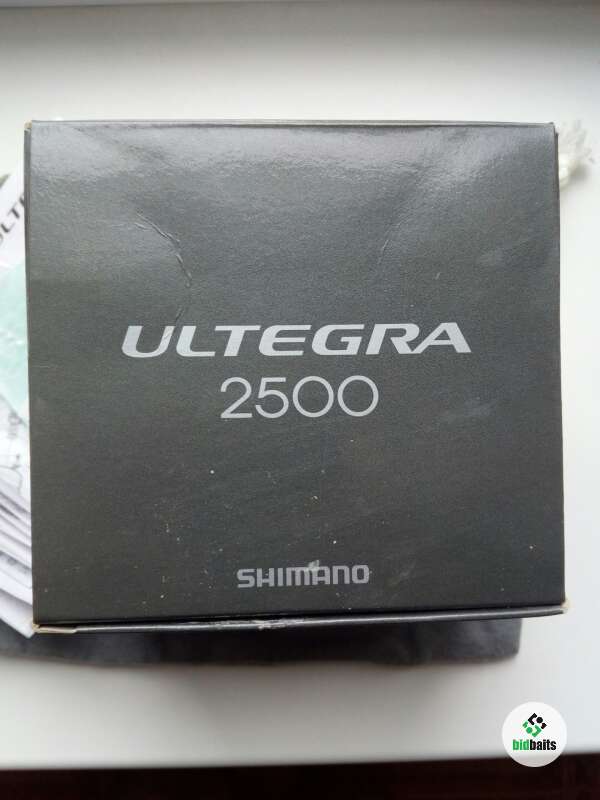 ULTEGRA
2500
SHIMANO
bidbaits